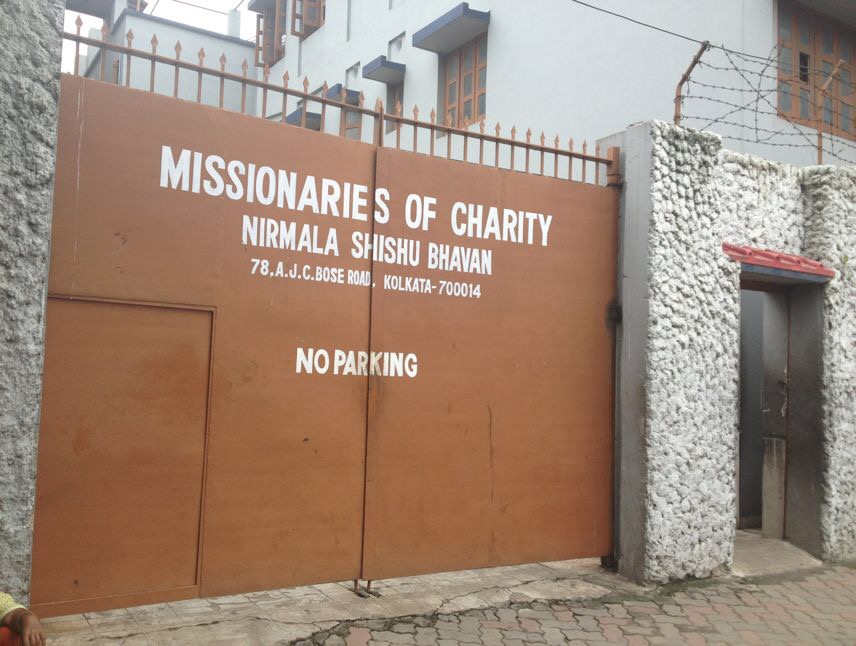 MISSIONARIES OF CHARITY
NIRMALA SHISHU BHAVAN
78, A.J.C. BOSE ROAD, KOLKATA-700014
NO PARKING